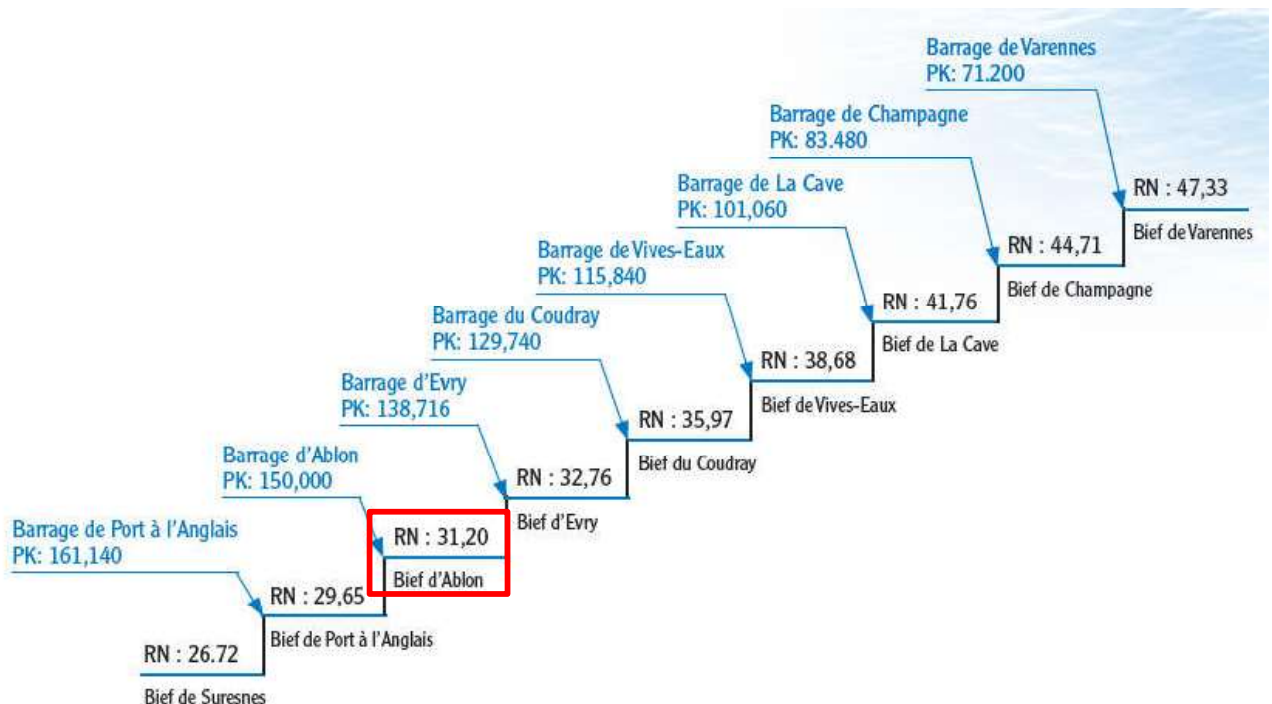 Barrage de Varennes
PK: 71.200
Barrage de Champagne
PK: 83.480
Barrage de La Cave
PK: 101,060
RN : 47,33
Bief de Varennes
Barrage de Vives-Eaux
PK: 115,840
RN : 44,71
Bief de Champagne
Barrage du Coudray
PK: 129,740
RN : 41,76
Bief de La Cave
Barrage d'Evry
PK: 138,716
RN : 38,68
Bief de Vives-Eaux
Barrage d'Ablon
PK: 150,000
RN : 35,97
Bief du Coudray
Barrage de Port à l'Anglais
PK: 161,140
RN : 32,76
Bief d'Evry
RN : 31,20
Bief d'Ablon
RN : 29,65
Bief de Port à l'Anglais
RN : 26.72
Bief de Suresnes